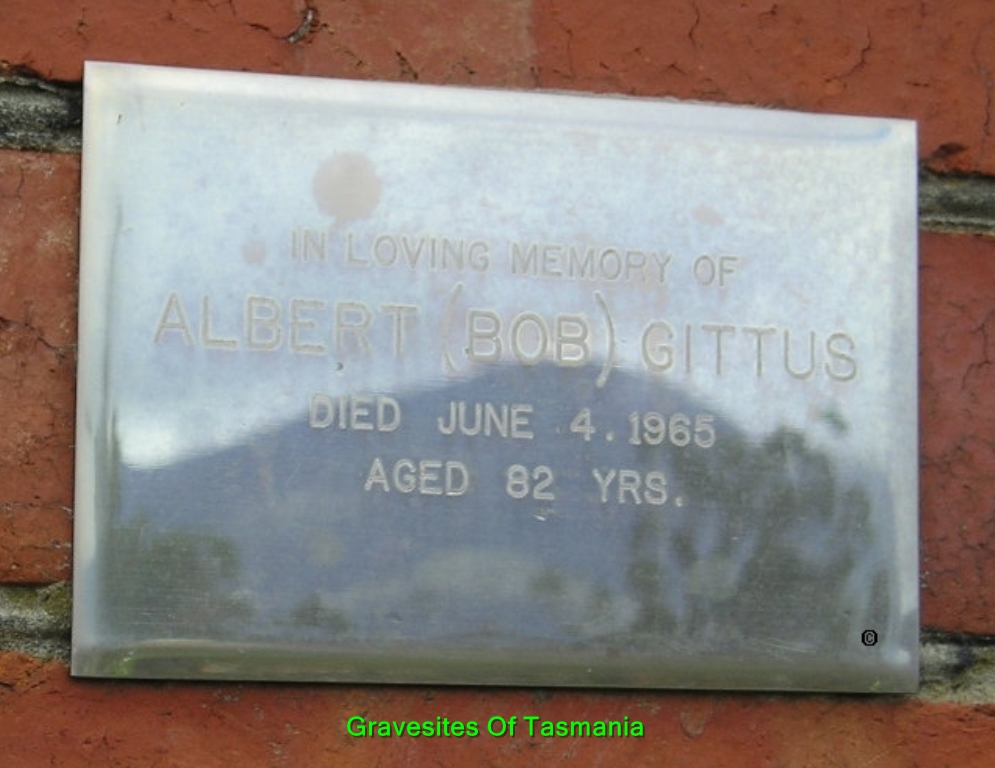 IN LOVING MEMORY OF
ALBERT (BOB) GITTUS
DIED JUNE 4. 1965
AGED 82 YRS.
©
Gravesites Of Tasmania